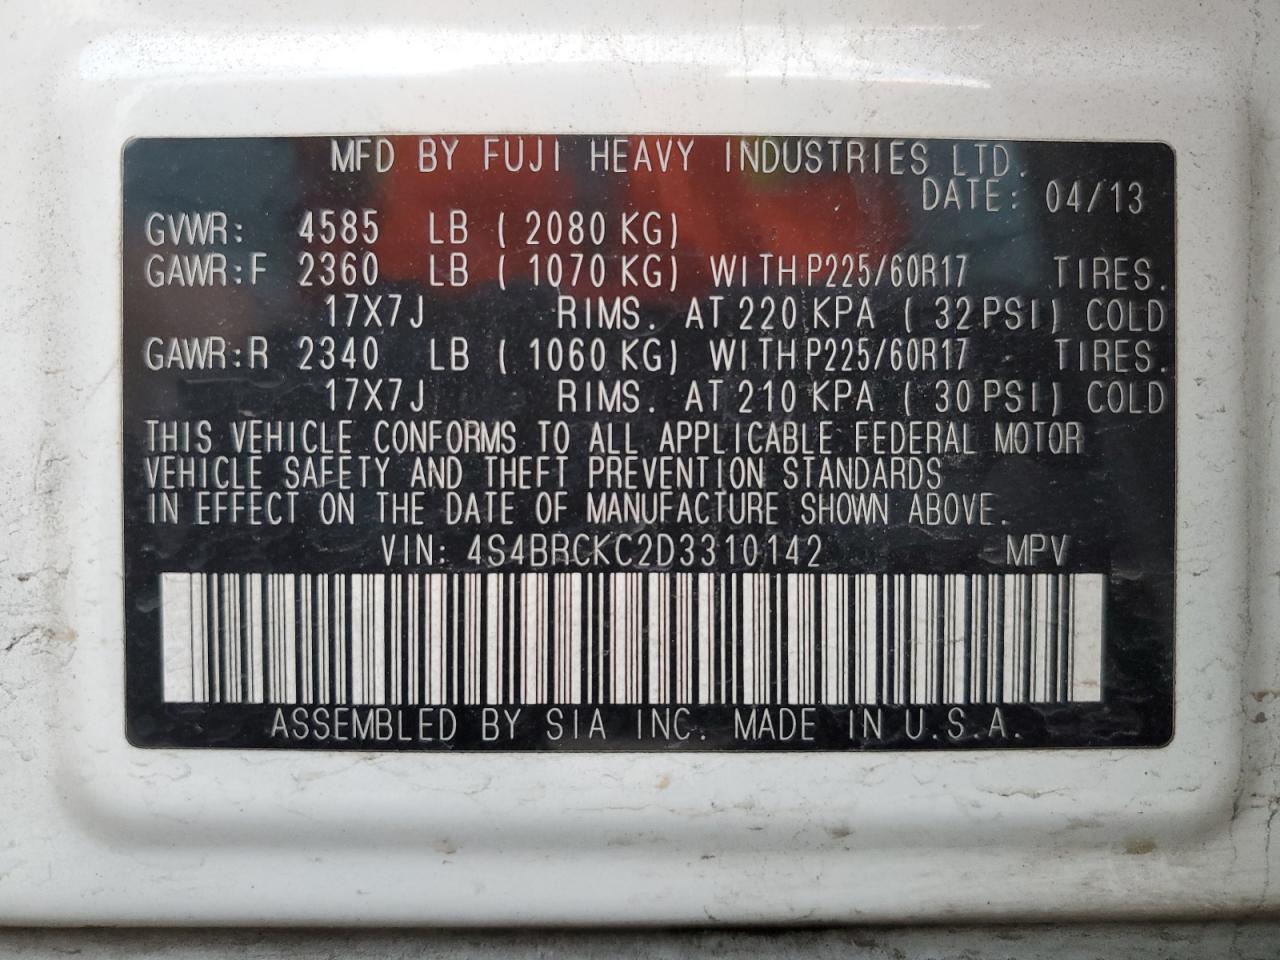 MFD BY FUJI HEAVY INDUSTRIES LTD.
DATE: 04/13
GVWR: 4585 LB ( 2080 KG)
GAWR:F 2360 LB ( 1070 KG) WITH P225/60R17 TIRES.
17X7J RIMS. AT 220 KPA ( 32 PSI) COLD
GAWR:R 2340 LB ( 1060 KG) WITH P225/60R17 TIRES.
17X7J RIMS. AT 210 KPA ( 30 PSI) COLD
THIS VEHICLE CONFORMS TO ALL APPLICABLE FEDERAL MOTOR
VEHICLE SAFETY AND THEFT PREVENTION STANDARDS
IN EFFECT ON THE DATE OF MANUFACTURE SHOWN ABOVE.
VIN: 4S4BRCKC2D3310142 MPV
ASSEMBLED BY SIA INC. MADE IN U.S.A.